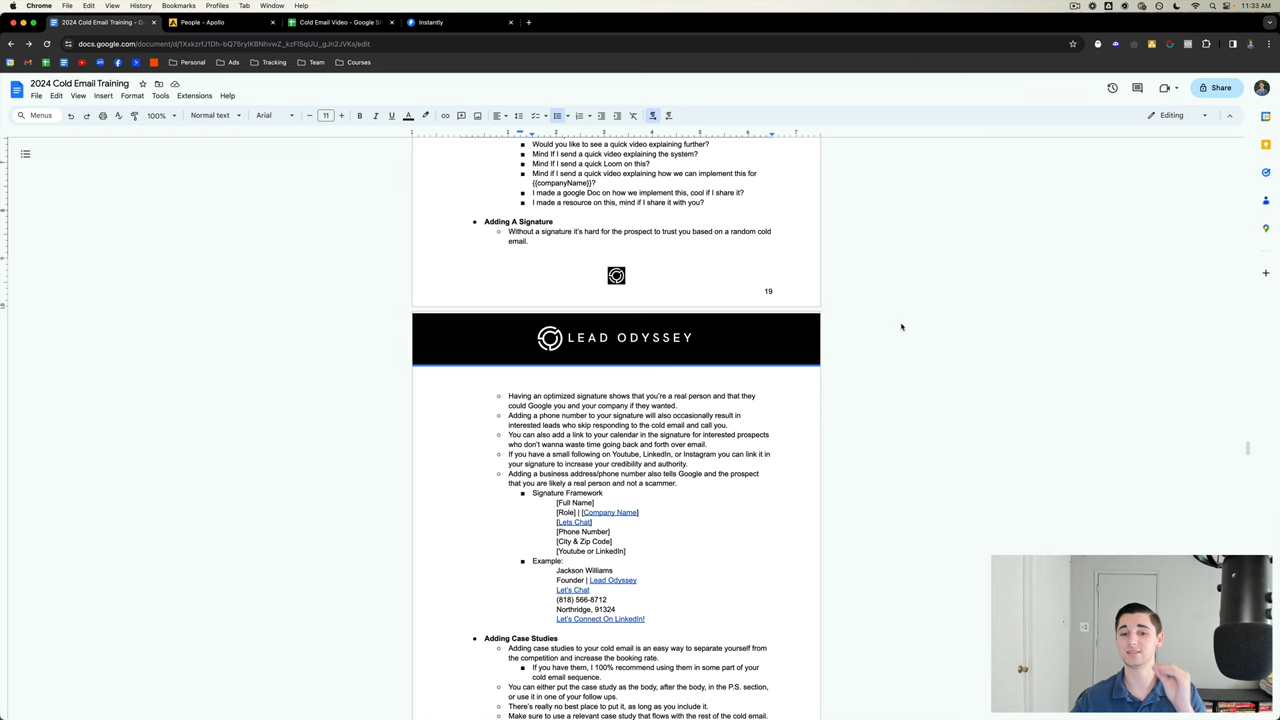 Chrome File Edit View History Bookmarks Profiles Tab Window Help
11:33 AM
2024 Cold Email Training - G
People - Apollo
Cold Email Video - Google Sh
Instantly
docs.google.com/document/d/
Personal Ads Tracking Team Courses
2024 Cold Email Training
File Edit View Insert Format Tools Extensions Help
Share
Menus 100% Normal text Arial 11 Editing
Would you like to see a quick video explaining further?
Mind If I send a quick video explaining the system?
Mind If I send a quick Loom on this?
Mind if I send a quick video explaining how we can implement this for
{{companyName}}?
I made a google Doc on how we implement this, cool if I share it?
I made a resource on this, mind if I share it with you?
Adding A Signature
Without a signature it's hard for the prospect to trust you based on a random cold
email.
19
LEAD ODYSSEY
Having an optimized signature shows that you're a real person and that they
could Google you and your company if they wanted.
Adding a phone number to your signature will also occasionally result in
interested leads who skip responding to the cold email and call you.
You can also add a link to your calendar in the signature for interested prospects
who don't wanna waste time going back and forth over email.
If you have a small following on Youtube, LinkedIn, or Instagram you can link it in
your signature to increase your credibility and authority.
Adding a business address/phone number also tells Google and the prospect
that you are likely a real person and not a scammer.
Signature Framework
[Full Name]
[Role] | [Company Name]
[Lets Chat]
[Phone Number]
[City & Zip Code]
[Youtube or LinkedIn]
Example:
Jackson Williams
Founder | Lead Odyssey
Let's Chat
(818) 566-8712
Northridge, 91324
Let's Connect On LinkedIn!
Adding Case Studies
Adding case studies to your cold email is an easy way to separate yourself from
the competition and increase the booking rate.
If you have them, I 100% recommend using them in some part of your
cold email sequence.
You can either put the case study as the body, after the body, in the P.S. section,
or use it in one of your follow ups.
There's really no best place to put it, as long as you include it.
Make sure to use a relevant case study that flows with the rest of the cold email.